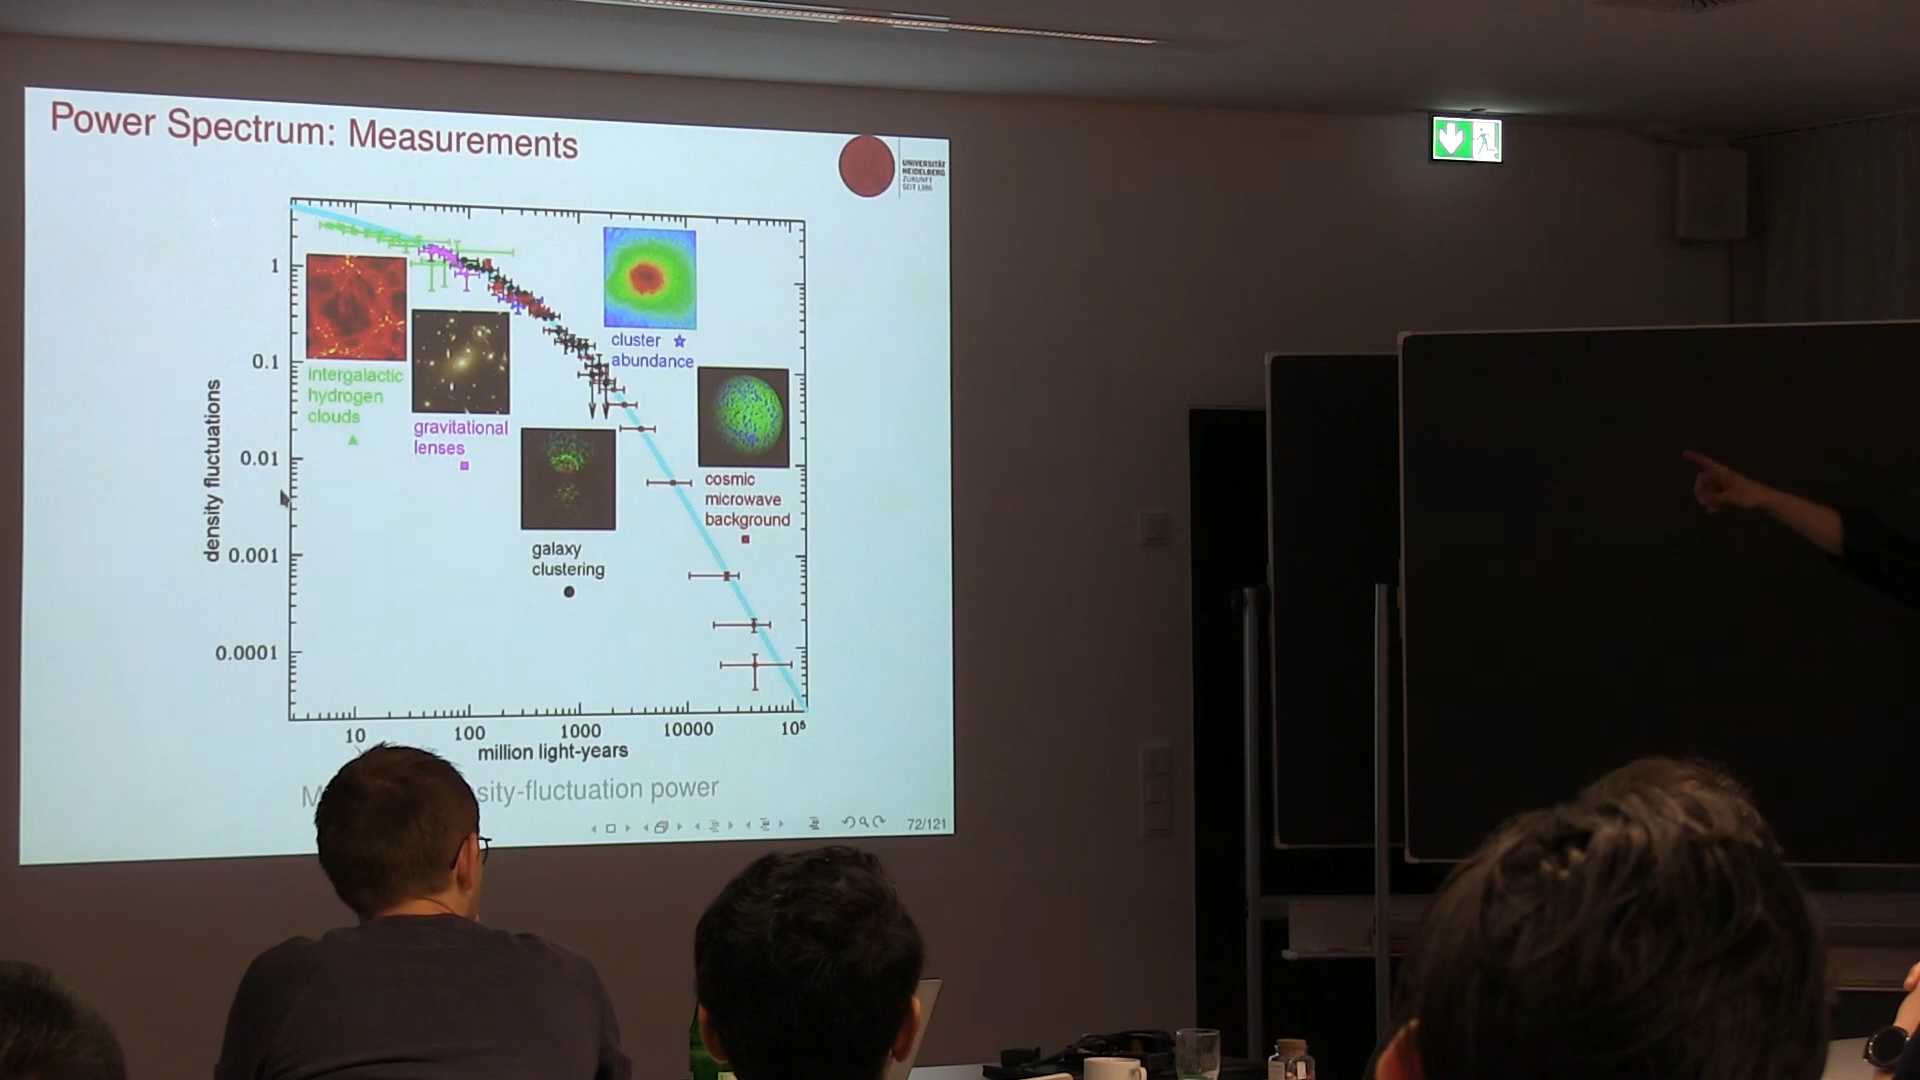 Power Spectrum: Measurements
UNIVERSITÄT
HEIDELBERG
ZUKUNFT
SEIT 1386
1
0.1
0.01
0.001
0.0001
density fluctuations
intergalactic
hydrogen
clouds
gravitational
lenses
galaxy
clustering
cluster
abundance
cosmic
microwave
background
10
100
1000
10000
10⁵
million light-years
sity-fluctuation power
72/121